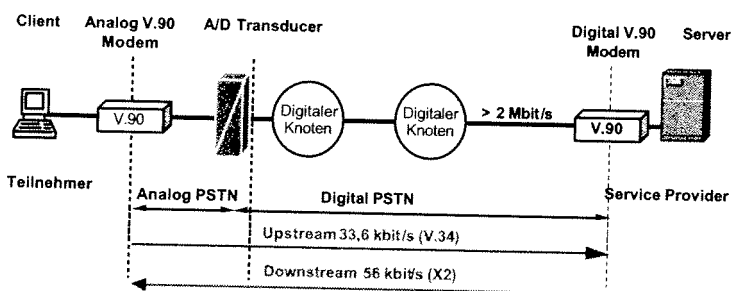 Client
Analog V.90
Modem
A/D Transducer
Digital V.90
Modem
Server
V.90
Digitaler
Knoten
Digitaler
Knoten
> 2 Mbit/s
V.90
Teilnehmer
Analog PSTN
Digital PSTN
Service Provider
Upstream 33,6 kbit/s (V.34)
Downstream 56 kbit/s (X2)